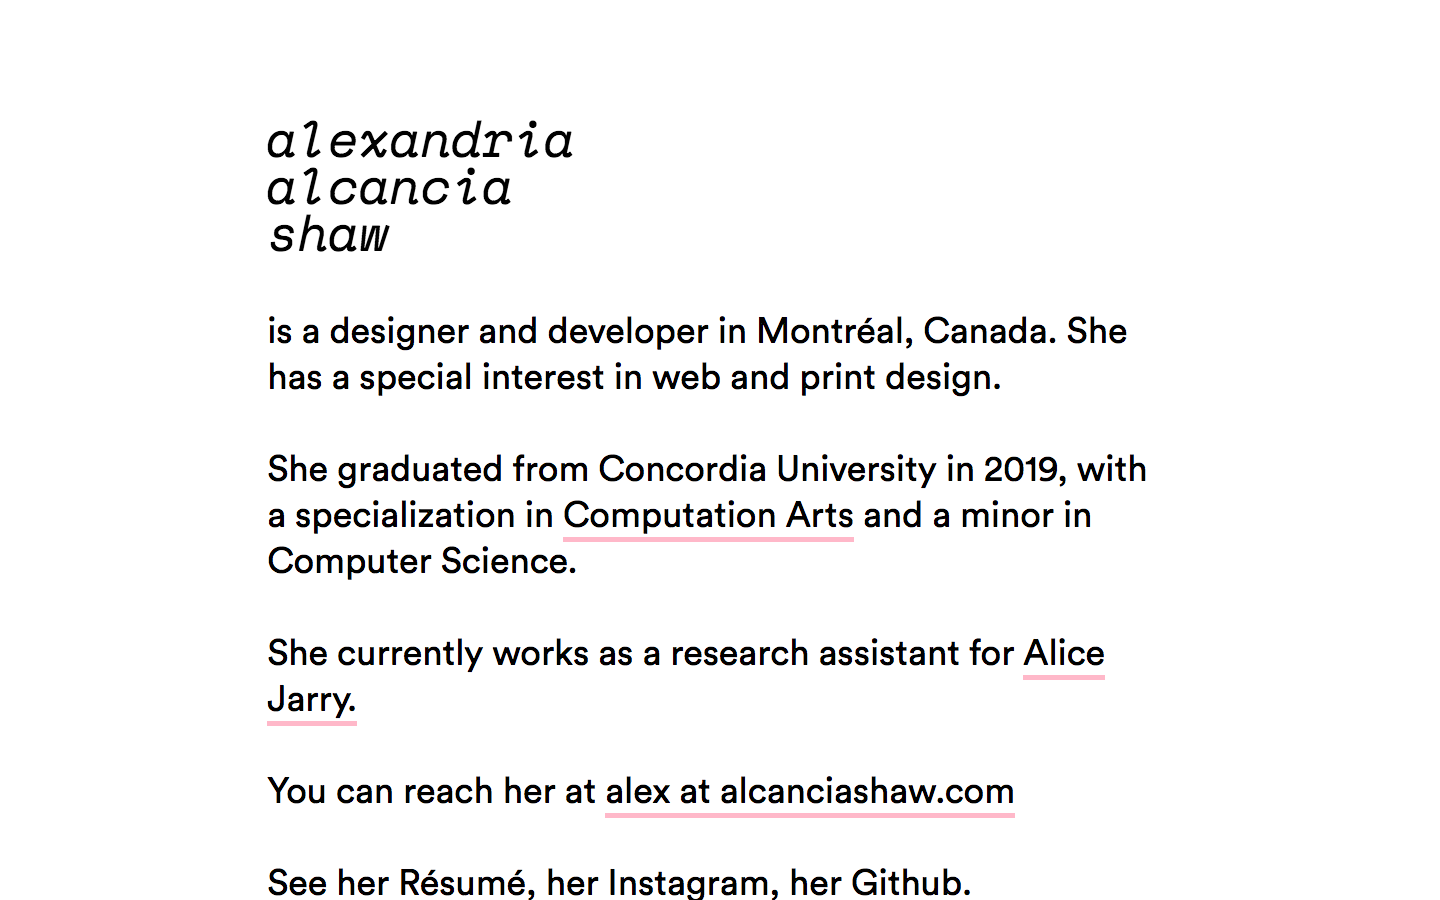 alexandria
alcancia
shaw
is a designer and developer in Montréal, Canada. She
has a special interest in web and print design.
She graduated from Concordia University in 2019, with
a specialization in Computation Arts and a minor in
Computer Science.
She currently works as a research assistant for Alice
Jarry.
You can reach her at alex at alcanciashaw.com
See her Résumé, her Instagram, her Github.